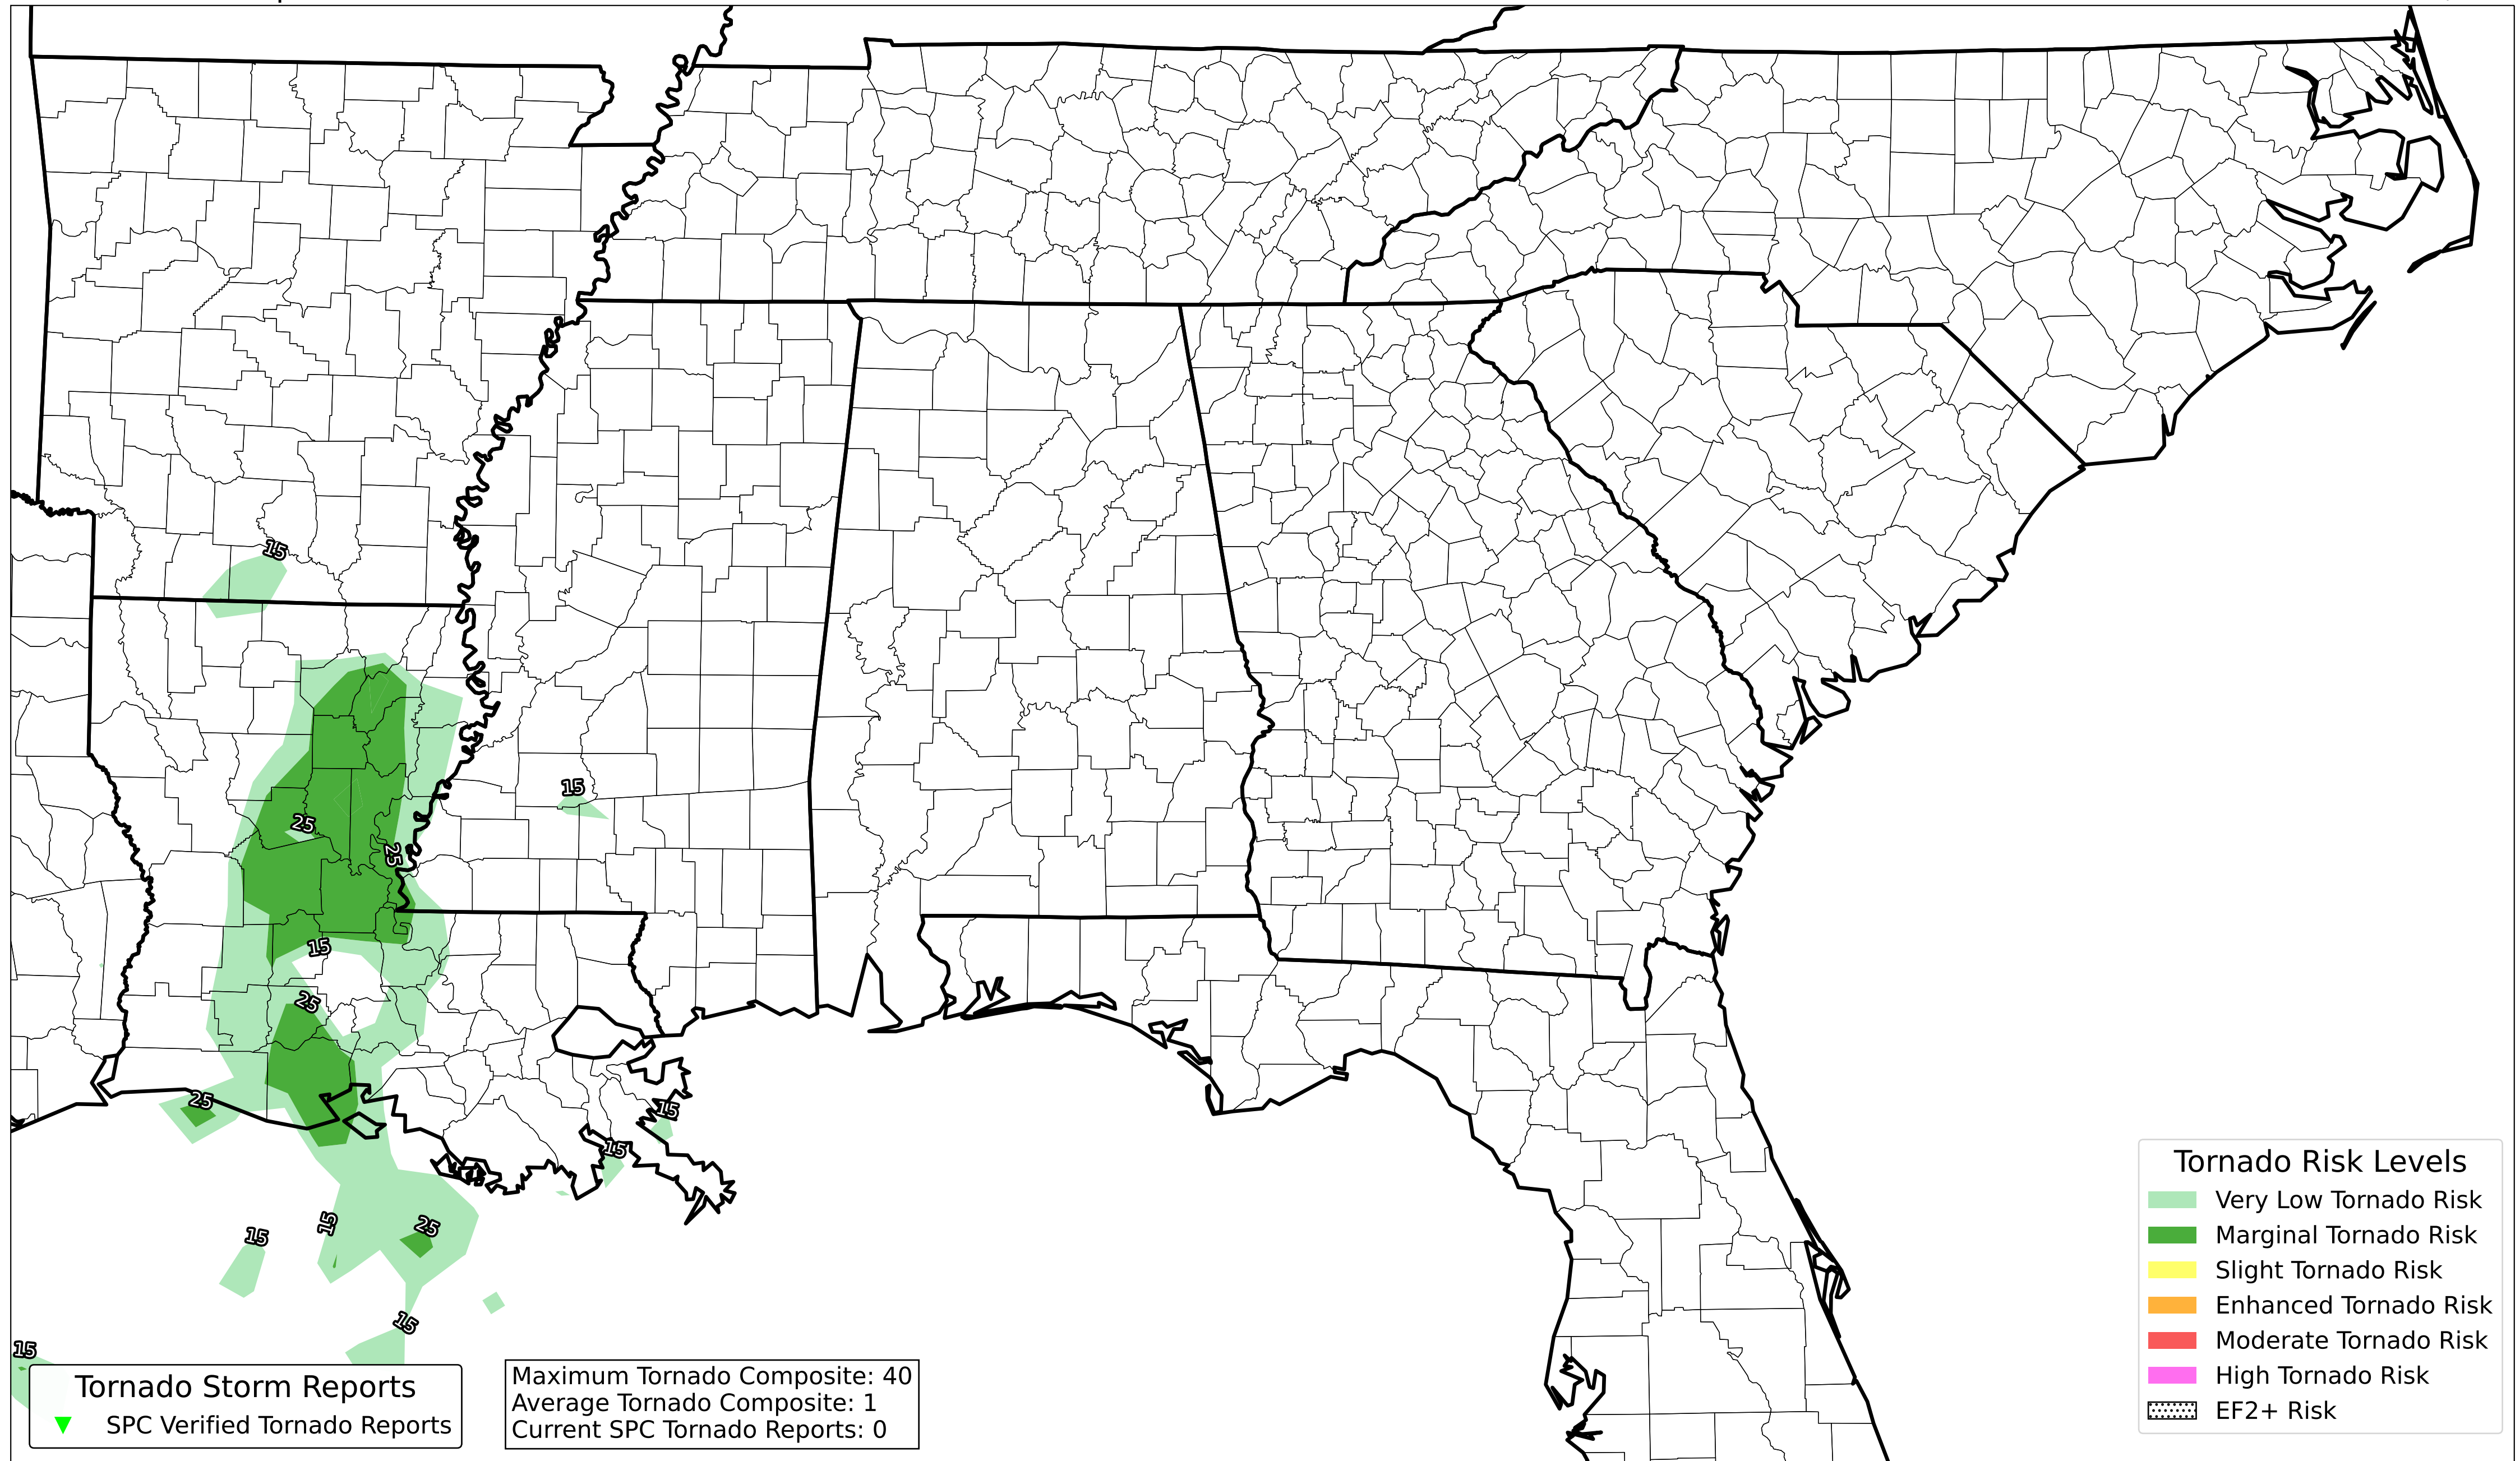 15
15
25
25
15
25
25
15
15
15
25
15
15
15
Tornado Risk Levels
Very Low Tornado Risk
Marginal Tornado Risk
Slight Tornado Risk
Enhanced Tornado Risk
Moderate Tornado Risk
High Tornado Risk
EF2+ Risk
Tornado Storm Reports
SPC Verified Tornado Reports
Maximum Tornado Composite: 40
Average Tornado Composite: 1
Current SPC Tornado Reports: 0